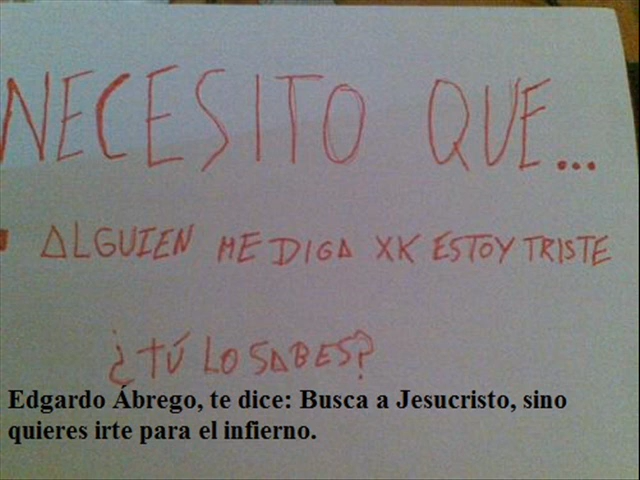 NECESITO QUE...
ALGUIEN ME DIGA XK ESTOY TRISTE
¿TÚ LO SABES?
Edgardo Ábrego, te dice: Busca a Jesucristo, sino
quieres irte para el infierno.